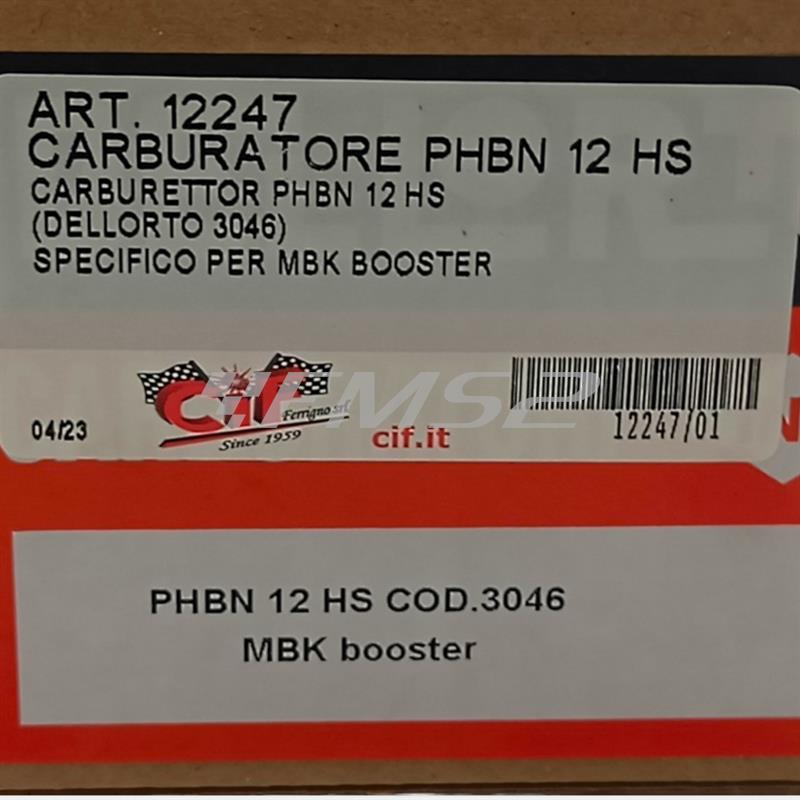 ART. 12247
CARBURATORE PHBN 12 HS
CARBURETTOR PHBN 12 HS
(DELLORTO 3046)
SPECIFICO PER MBK BOOSTER
04/23
Cif
Ferrigno srl
Since 1959
cif.it
12247/01
FMS2
PHBN 12 HS COD.3046
MBK booster